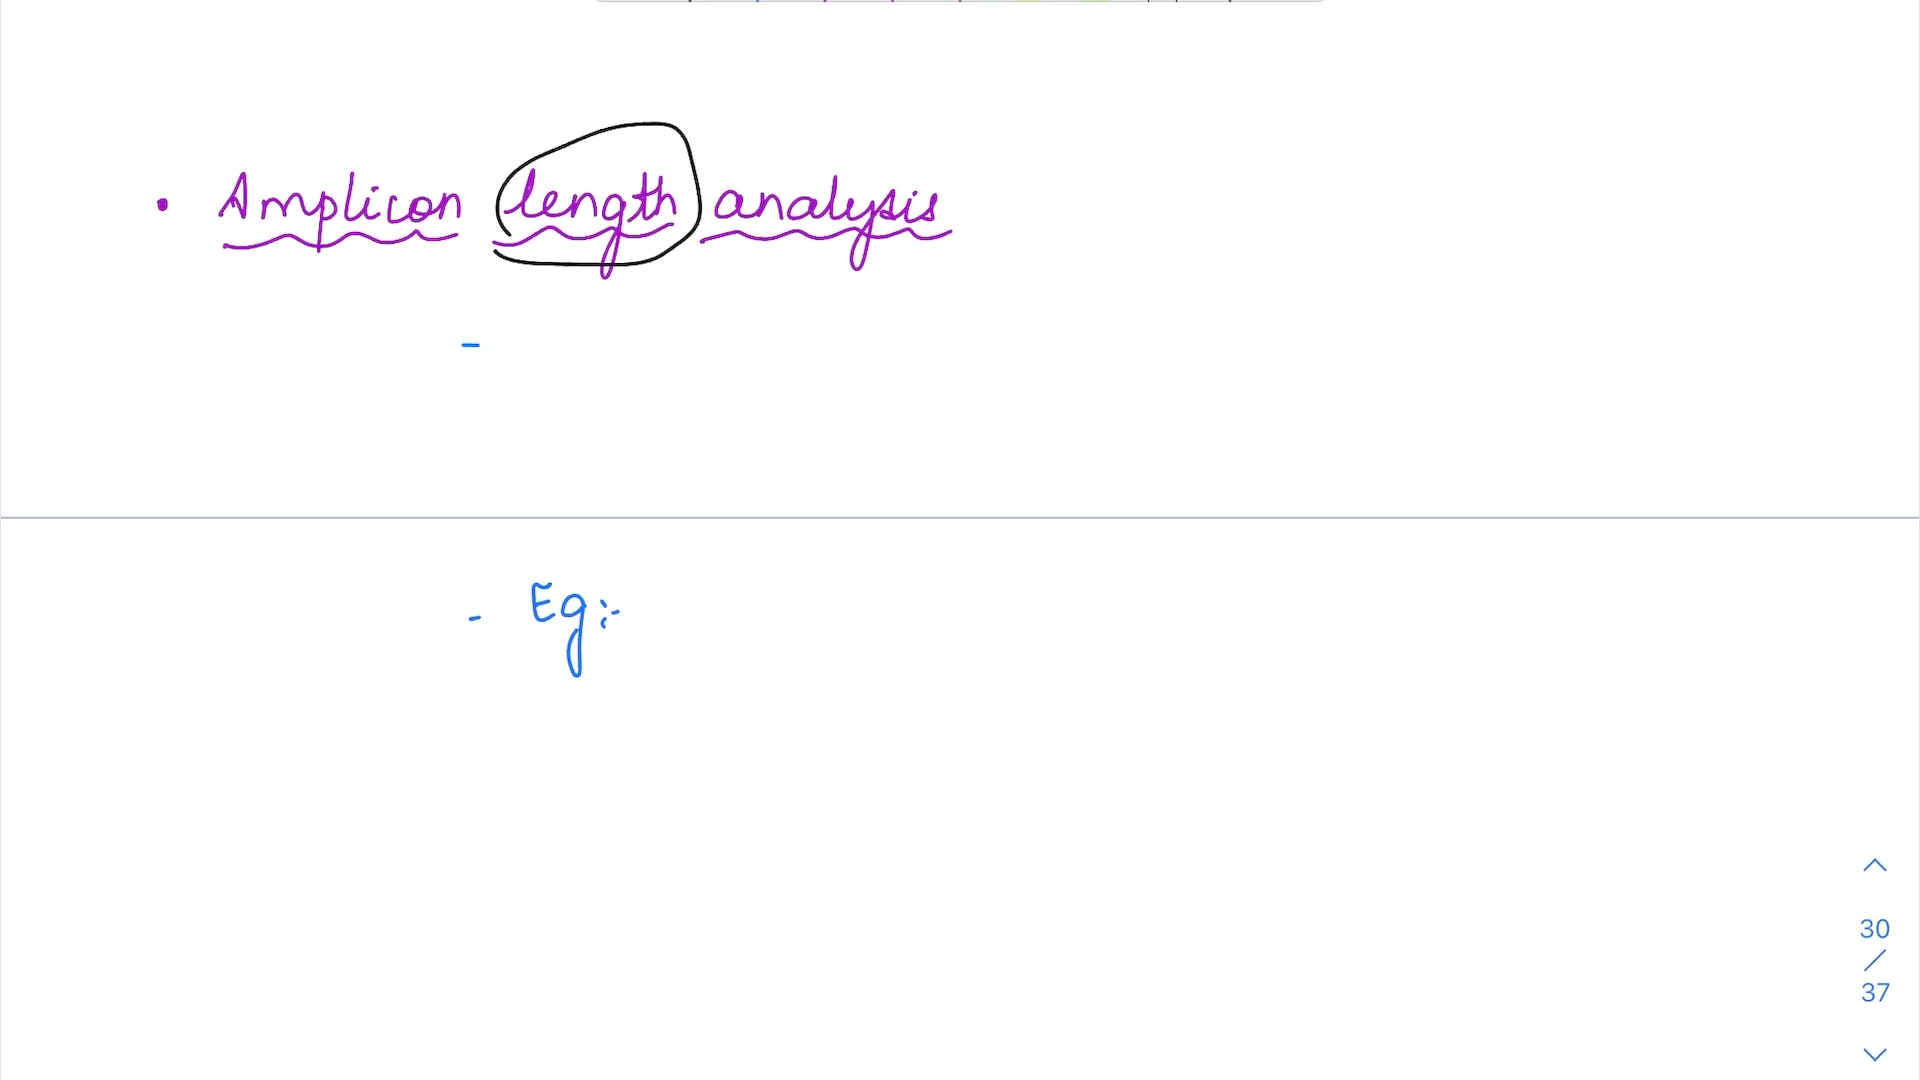 • Amplicon length analysis
-
- Eg:-
30
/
37